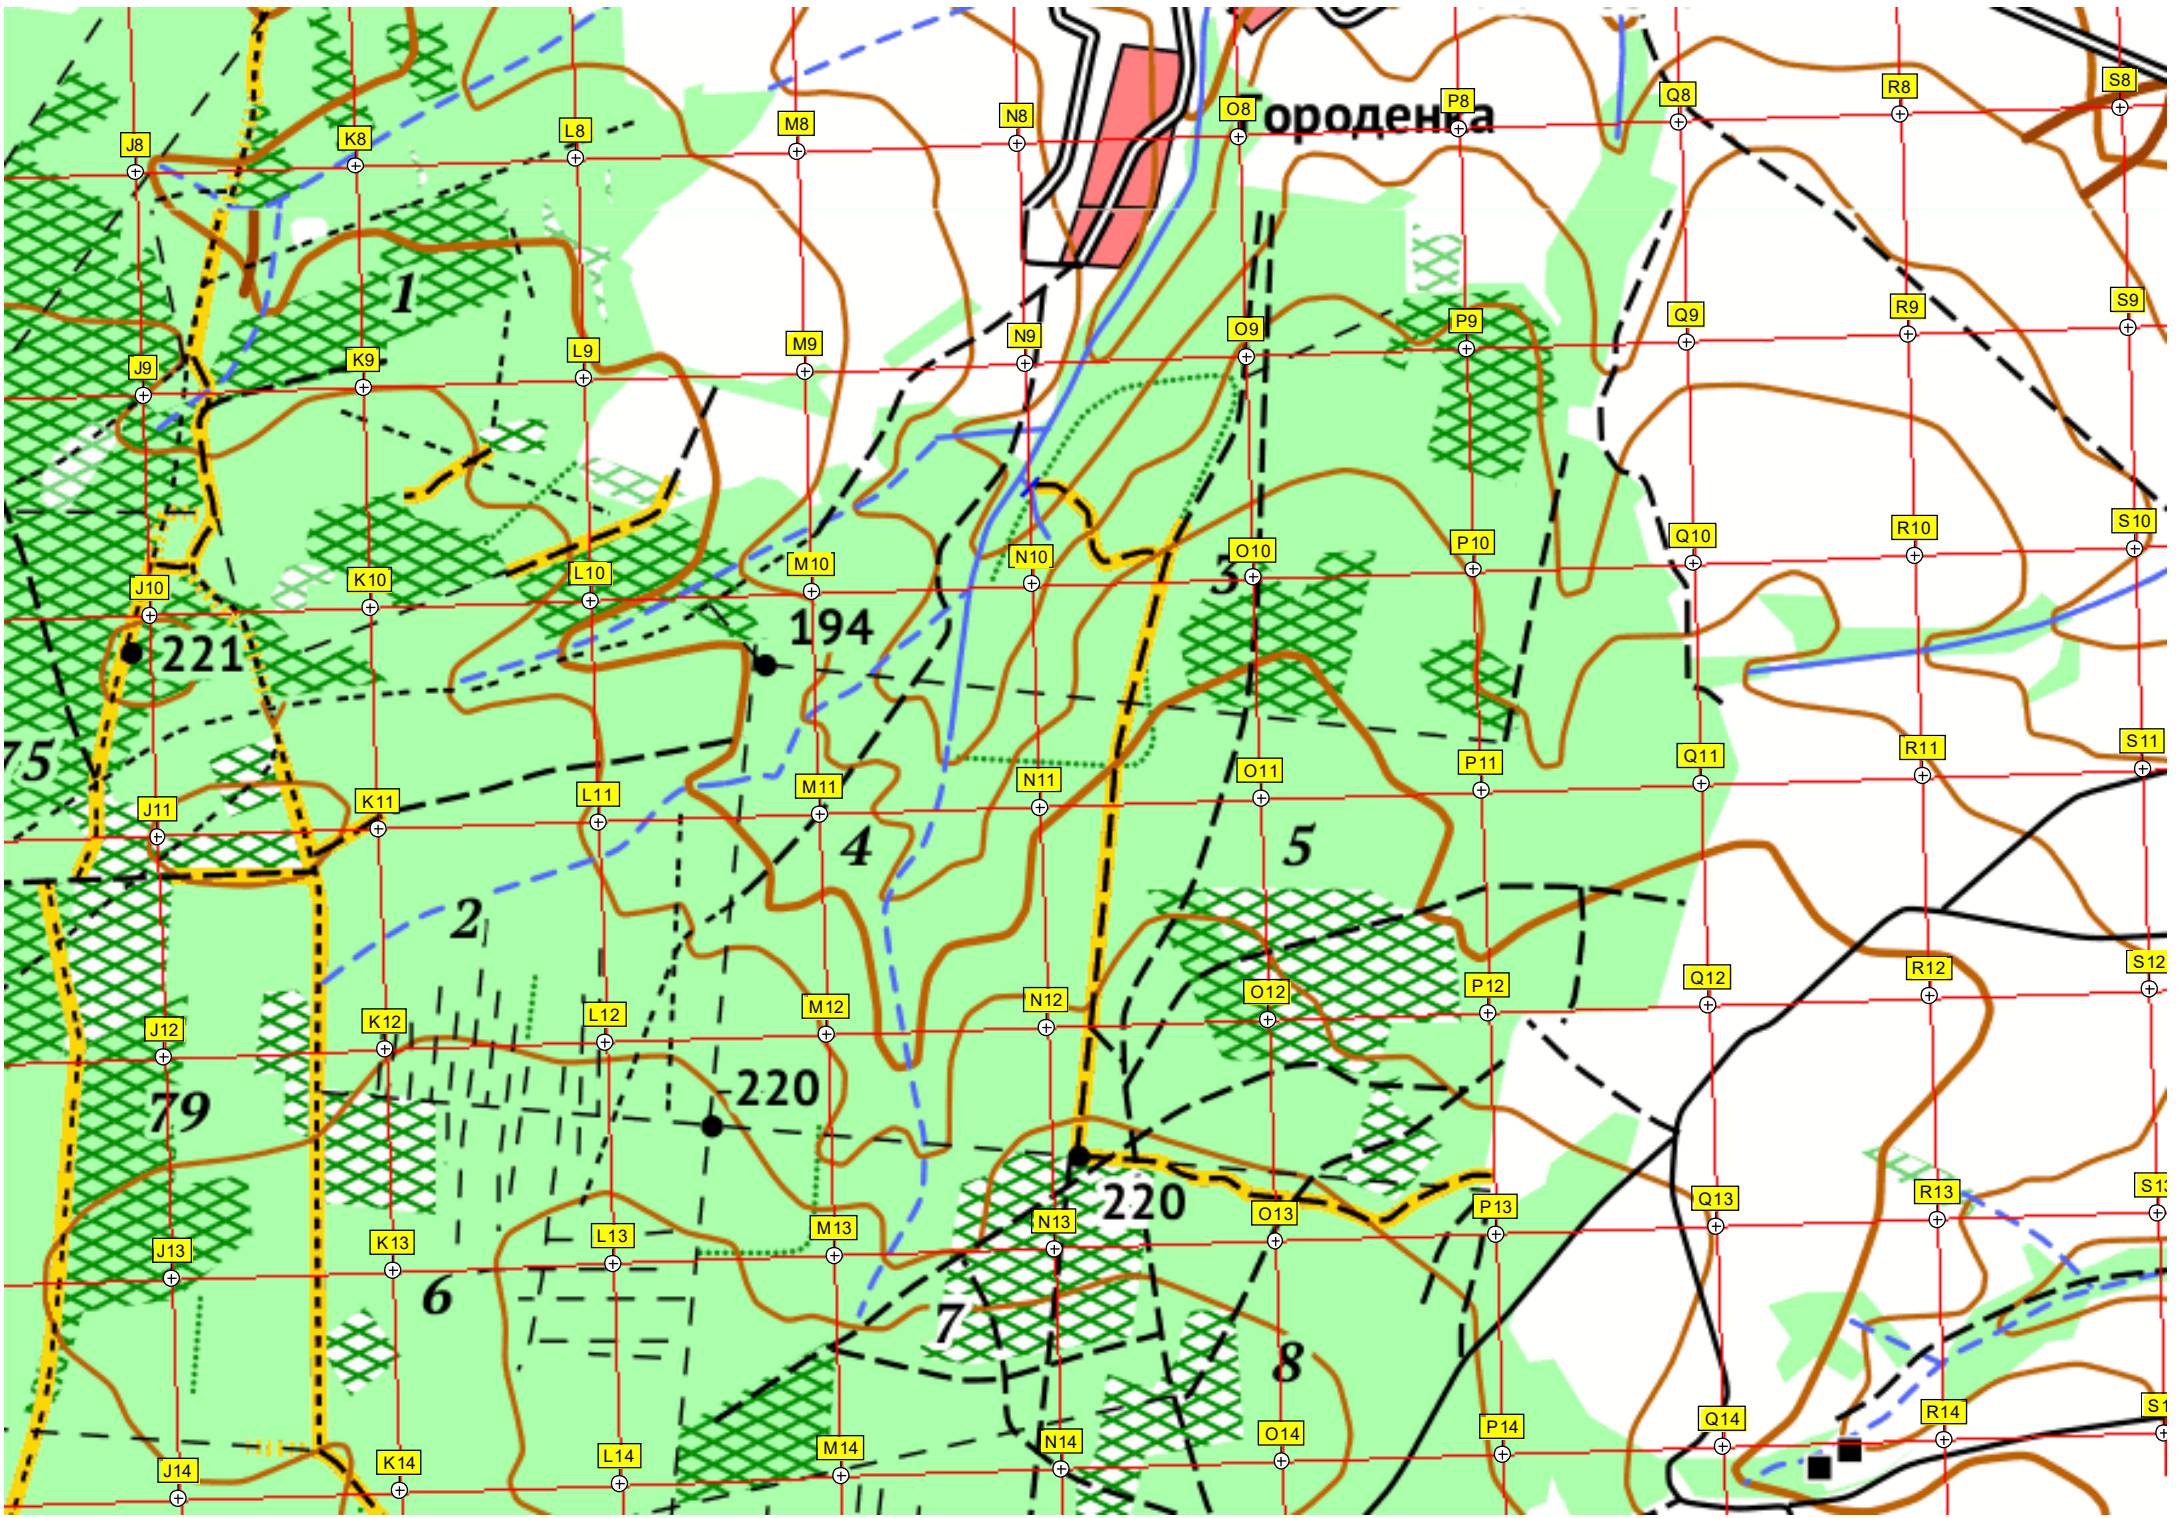 J8 K8 L8 M8 N8 O8 P8 Q8 R8 S8
Городенка
1
J9 K9 L9 M9 N9 O9 P9 Q9 R9 S9
J10 K10 L10 M10 N10 O10 P10 Q10 R10 S10
3
221
194
75
J11 K11 L11 M11 N11 O11 P11 Q11 R11 S11
4
5
2
J12 K12 L12 M12 N12 O12 P12 Q12 R12 S12
79
220
220
J13 K13 L13 M13 N13 O13 P13 Q13 R13
6
7
8
J14 K14 L14 M14 N14 O14 P14 Q14 R14